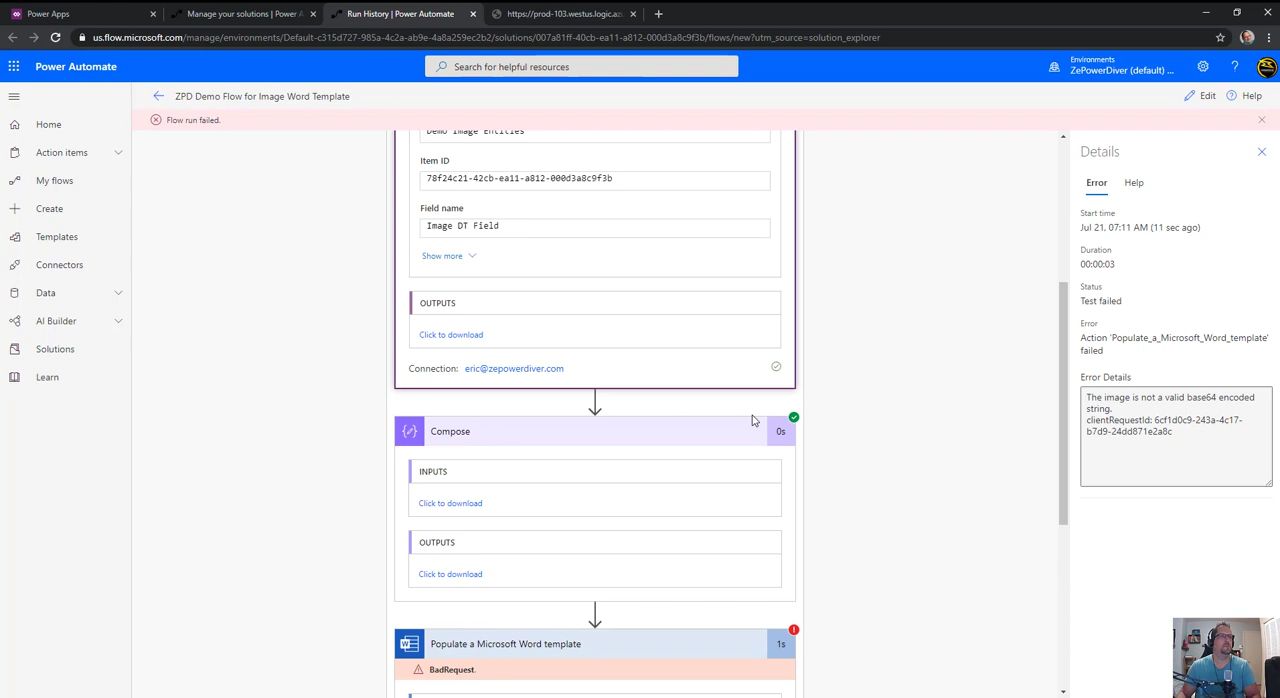 Power Apps
Manage your solutions | Power A
Run History | Power Automate
https://prod-103.westus.logic.az
us.flow.microsoft.com/manage/environments/Default-c315d727-985a-4c2a-ab9e-4a8a259ec2b2/solutions/007a81ff-40cb-ea11-a812-000d3a8c9f3b/flows/new?utm_source=solution_explorer
Power Automate
Search for helpful resources
Environments
ZePowerDiver (default) ...
ZPD Demo Flow for Image Word Template
Edit
Help
Flow run failed.
Home
Action items
My flows
Create
Templates
Connectors
Data
AI Builder
Solutions
Learn
Demo Image Entities
Item ID
78f24c21-42cb-ea11-a812-000d3a8c9f3b
Field name
Image DT Field
Show more
OUTPUTS
Click to download
Connection: eric@zepowerdiver.com
Compose
0s
INPUTS
Click to download
OUTPUTS
Click to download
Populate a Microsoft Word template
1s
BadRequest.
Details
Error
Help
Start time
Jul 21, 07:11 AM (11 sec ago)
Duration
00:00:03
Status
Test failed
Error
Action 'Populate_a_Microsoft_Word_template'
failed
Error Details
The image is not a valid base64 encoded
string.
clientRequestId: 6cf1d0c9-243a-4c17-
b7d9-24dd871e2a8c